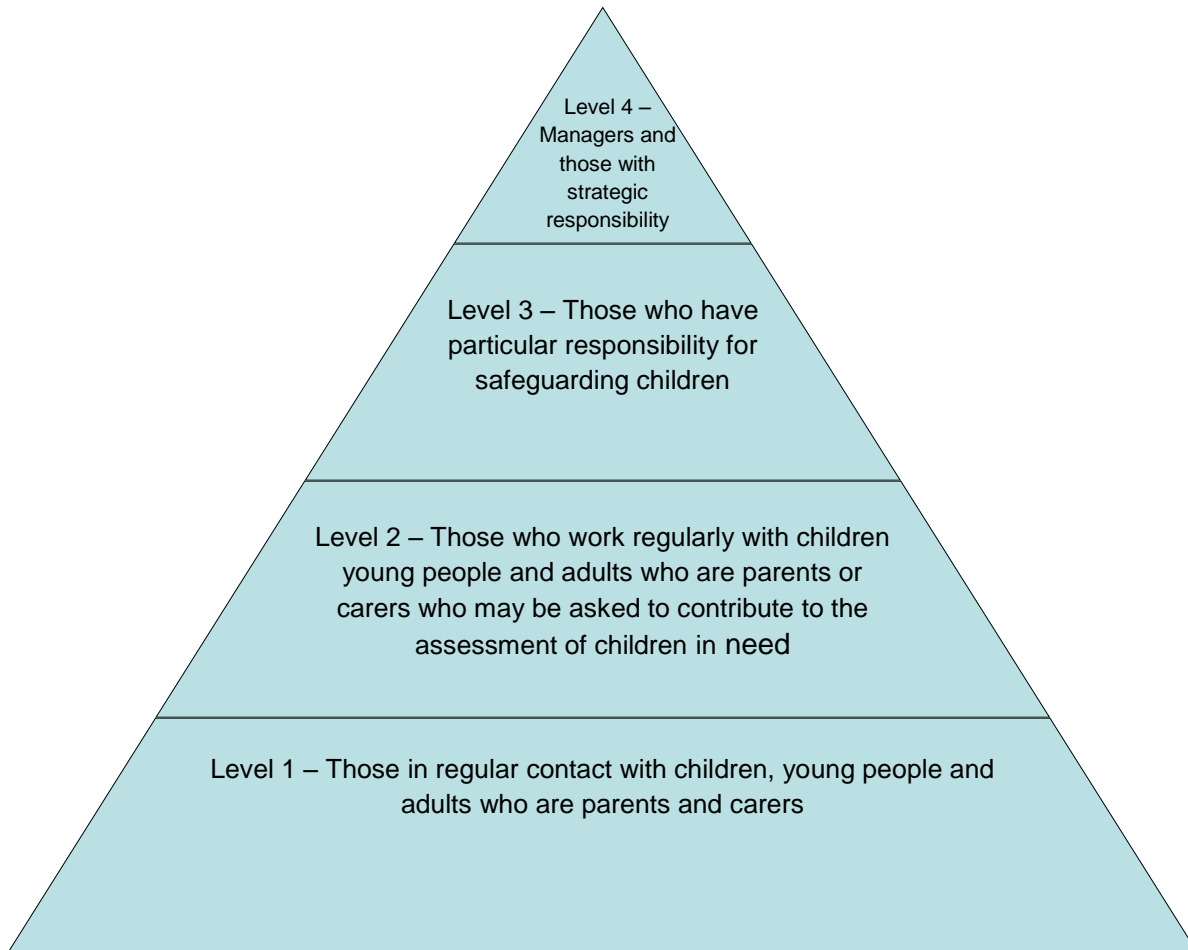 Level 4 –
Managers and
those with
strategic
responsibility
Level 3 – Those who have
particular responsibility for
safeguarding children
Level 2 – Those who work regularly with children
young people and adults who are parents or
carers who may be asked to contribute to the
assessment of children in need
Level 1 – Those in regular contact with children, young people and
adults who are parents and carers